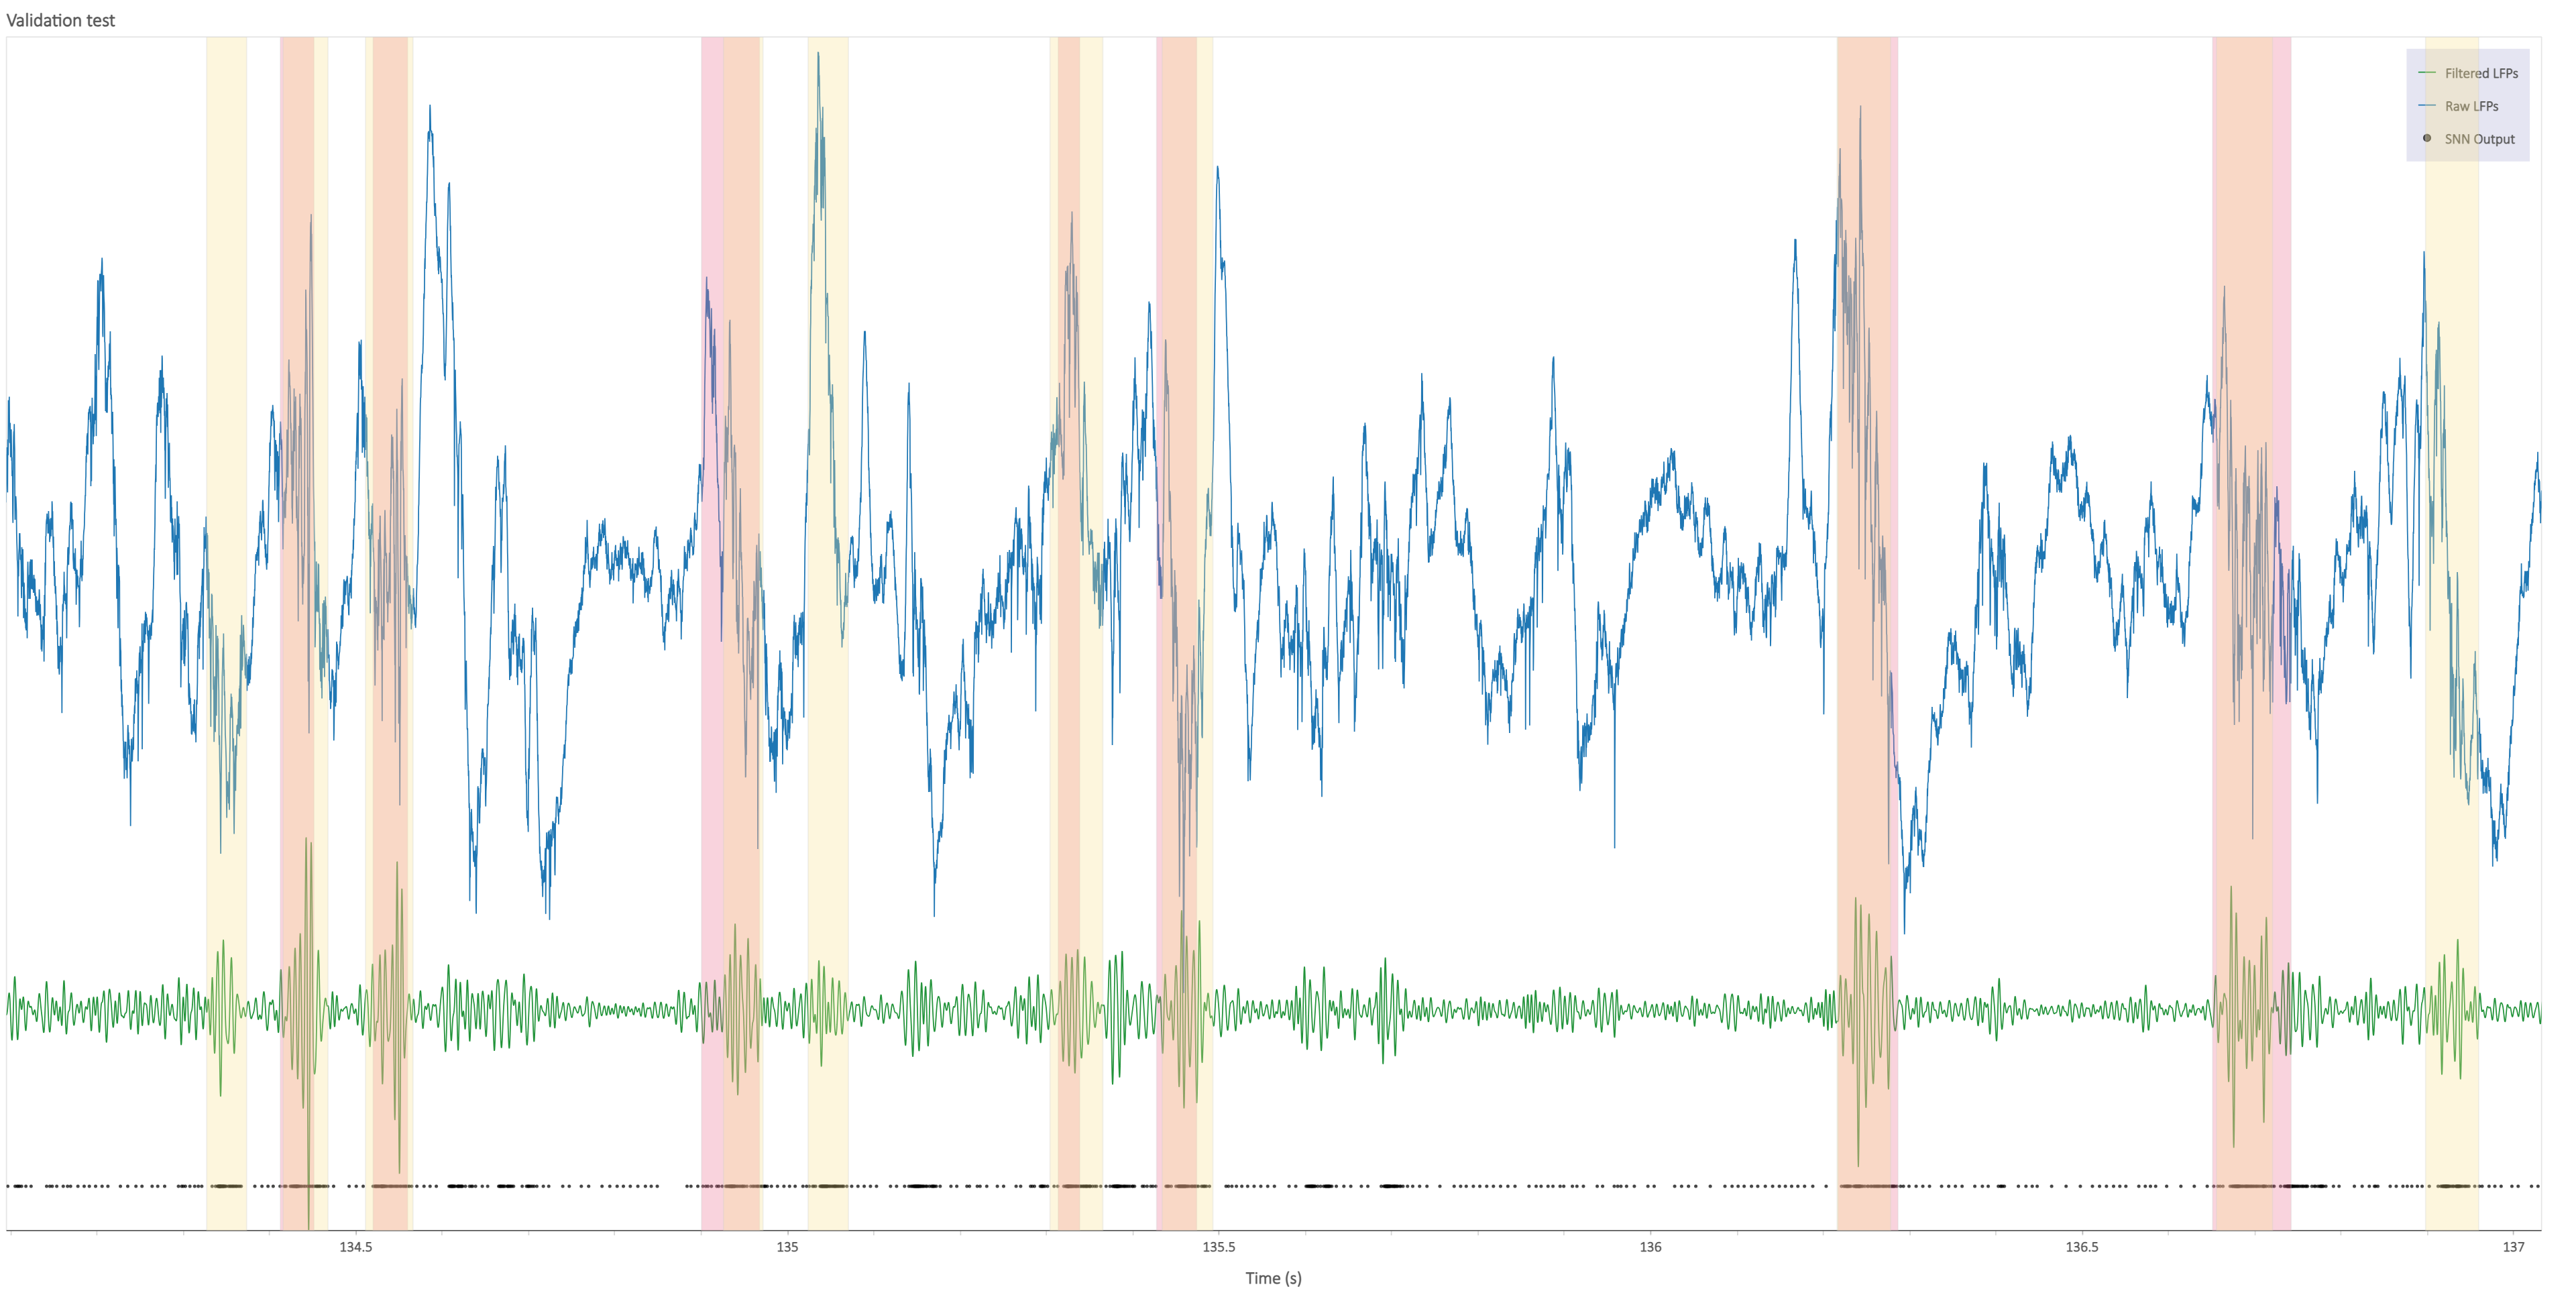 Validation test
Filtered LFPs
Raw LFPs
SNN Output
134.5
135
135.5
136
136.5
137
Time (s)